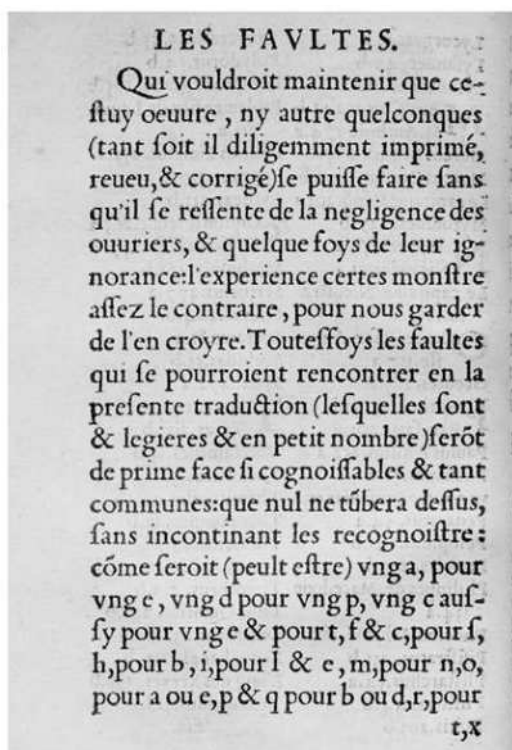 LES FAVLTES.
Qui vouldroit maintenir que ce-
ſtuy oeuure , ny autre quelconques
(tant ſoit il diligemment imprimé,
reueu,& corrigé)ſe puiſſe faire ſans
qu'il ſe reſſente de la negligence des
ouuriers, & quelque foys de leur ig-
norance:l'experience certes monſtre
aſſez le contraire, pour nous garder
de l'en croyre. Touteſfoys les faultes
qui ſe pourroient rencontrer en la
preſente traduction (leſquelles ſont
& legieres & en petit nombre)ſerõt
de prime face ſi cognoiſſables & tant
communes:que nul ne tũbera deſſus,
ſans incontinant les recognoiſtre:
cõme ſeroit (peult eſtre) vng a, pour
vng e, vng d pour vng p, vng c auſ-
ſy pour vng e & pour t, f & c,pour ſ,
h,pour b, i,pour l & e, m,pour n,o,
pour a ou e,p & q pour b ou d,r,pour
t,x